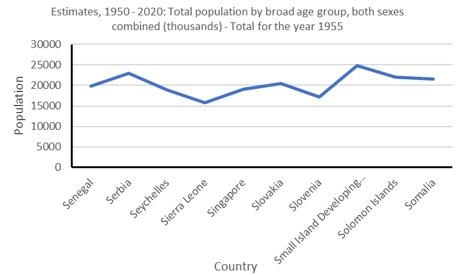 Estimates, 1950 - 2020: Total population by broad age group, both sexes
combined (thousands) - Total for the year 1955
30000
25000
20000
15000
10000
5000
0
Population
Senegal
Serbia
Seychelles
Sierra Leone
Singapore
Slovakia
Slovenia
Small Island Developing...
Solomon Islands
Somalia
Country